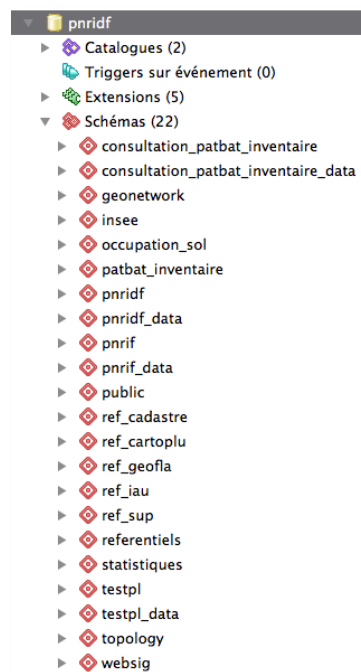 pnridf
Catalogues (2)
Triggers sur événement (0)
Extensions (5)
Schémas (22)
consultation_patbat_inventaire
consultation_patbat_inventaire_data
geonetwork
insee
occupation_sol
patbat_inventaire
pnridf
pnridf_data
pnrif
pnrif_data
public
ref_cadastre
ref_cartoplu
ref_geofla
ref_iau
ref_sup
referentiels
statistiques
testpl
testpl_data
topology
websig